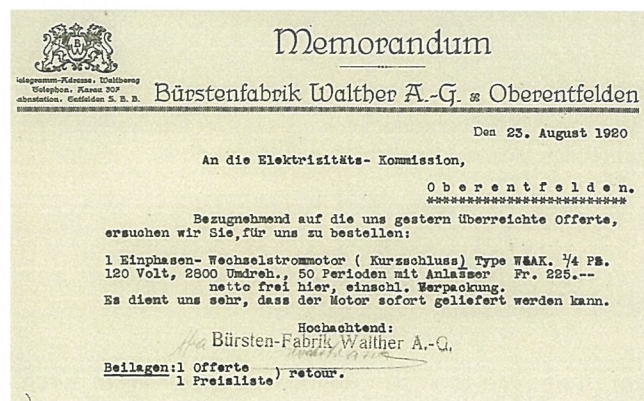 Memorandum
Telegramm-Adresse. Waltherag
Telephon. Aarau 307
Bahnstation. Entfelden S. B. B.
Bürstenfabrik Walther A.-G. Oberentfelden
Den 23. August 1920
An die Elektrizitäts- Kommission,
Oberentfelden.
************************
Bezugnehmend auf die uns gestern überreichte Offerte,
ersuchen wir Sie,für uns zu bestellen:
1 Einphasen- Wechselstrommotor ( Kurzschluss) Type W&AK. 1/4 PS.
120 Volt, 2800 Umdreh., 50 Perioden mit Anlasser Fr. 225.--
netto frei hier, einschl. Verpackung.
Es dient uns sehr, dass der Motor sofort geliefert werden kann.
Hochachtend:
Bürsten-Fabrik Walther A.-G.
Beilagen:1 Offerte ) retour.
1 Preisliste